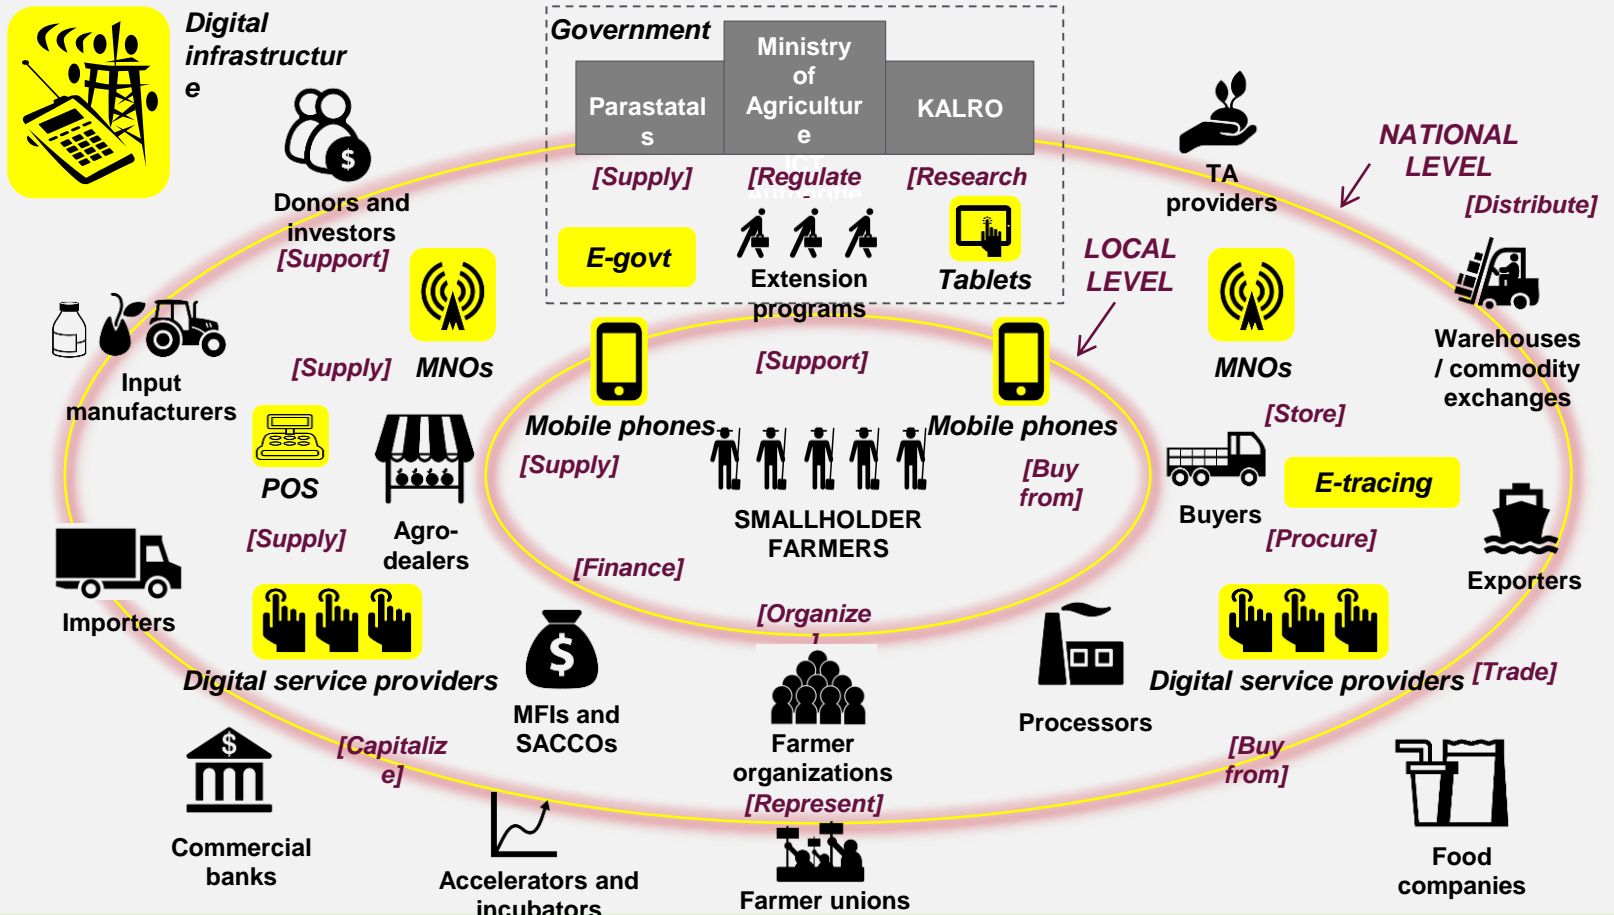 Digital
infrastructur
e
Government
Ministry
of
Agricultur
e
ICT
Parastatal
s
KALRO
[Supply]
[Regulate
[Research
E-govt
Extension
programs
Tablets
Donors and
investors
[Support]
TA
providers
NATIONAL
LEVEL
[Distribute]
LOCAL
LEVEL
MNOs
[Supply]
Input
manufacturers
[Support]
MNOs
Warehouses
/ commodity
exchanges
[Store]
Mobile phones
Mobile phones
[Supply]
[Buy
from]
SMALLHOLDER
FARMERS
POS
[Supply]
Agro-
dealers
Buyers
E-tracing
[Procure]
Exporters
Importers
[Finance]
[Organize
]
Digital service providers
MFIs and
SACCOs
Farmer
organizations
[Represent]
Processors
Digital service providers
[Trade]
[Capitaliz
e]
[Buy
from]
Commercial
banks
Accelerators and
incubators
Farmer unions
Food
companies